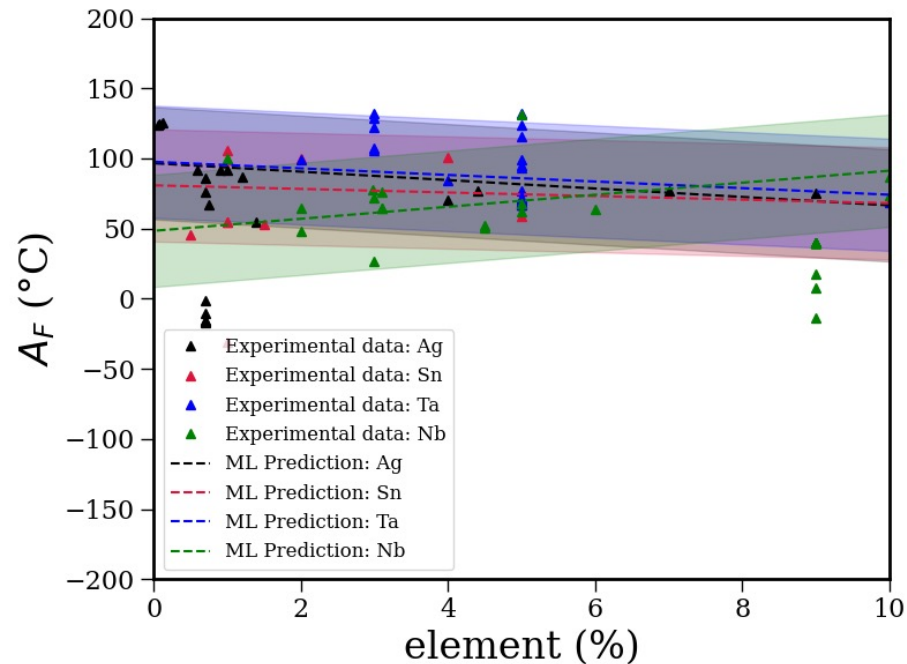 200
150
100
50
0
−50
−100
−150
−200
A_F (°C)
Experimental data: Ag
Experimental data: Sn
Experimental data: Ta
Experimental data: Nb
ML Prediction: Ag
ML Prediction: Sn
ML Prediction: Ta
ML Prediction: Nb
0 2 4 6 8 10
element (%)